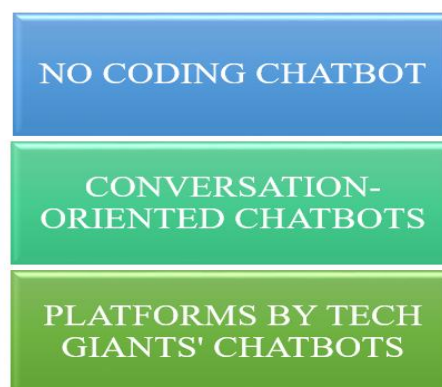 NO CODING CHATBOT
CONVERSATION-
ORIENTED CHATBOTS
PLATFORMS BY TECH
GIANTS' CHATBOTS